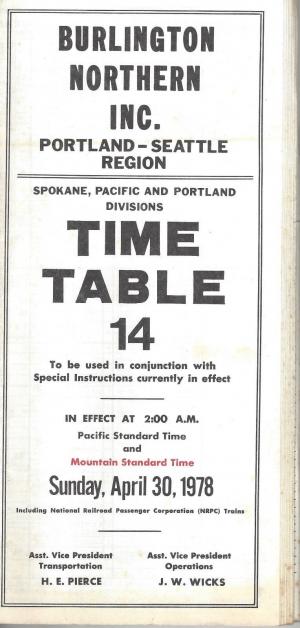 BURLINGTON
NORTHERN
INC.
PORTLAND-SEATTLE
REGION
SPOKANE, PACIFIC AND PORTLAND
DIVISIONS
TIME
TABLE
14
To be used in conjunction with
Special Instructions currently in effect
IN EFFECT AT 2:00 A.M.
Pacific Standard Time
and
Mountain Standard Time
Sunday, April 30, 1978
Including National Railroad Passenger Corporation (NRPC) Trains
Asst. Vice President Asst. Vice President
Transportation Operations
H. E. PIERCE J. W. WICKS